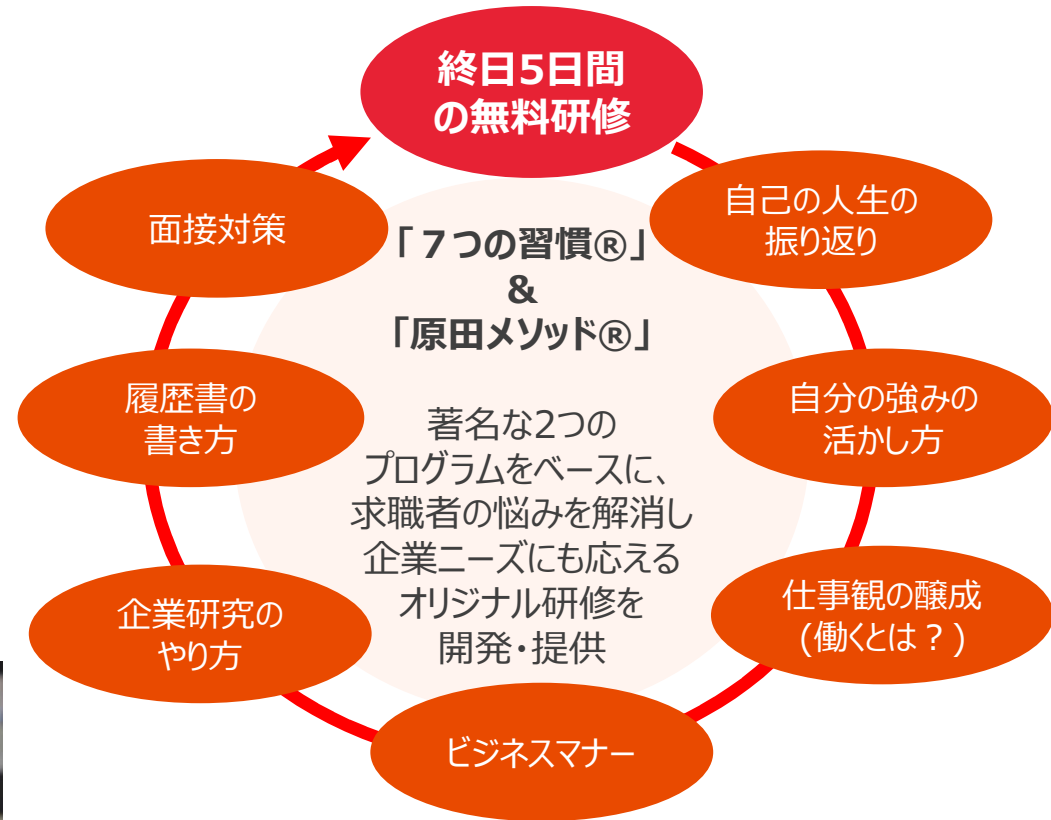 終日5日間
の無料研修
自己の人生の
振り返り
自分の強みの
活かし方
仕事観の醸成
(働くとは？)
ビジネスマナー
企業研究の
やり方
履歴書の
書き方
面接対策
「７つの習慣®」
&
「原田メソッド®」
著名な2つの
プログラムをベースに、
求職者の悩みを解消し
企業ニーズにも応える
オリジナル研修を
開発・提供